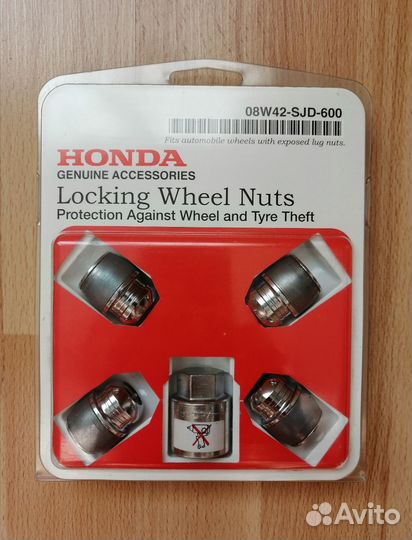 08W42-SJD-600
Fits automobile wheels with exposed lug nuts.
HONDA
GENUINE ACCESSORIES
Locking Wheel Nuts
Protection Against Wheel and Tyre Theft
Avito